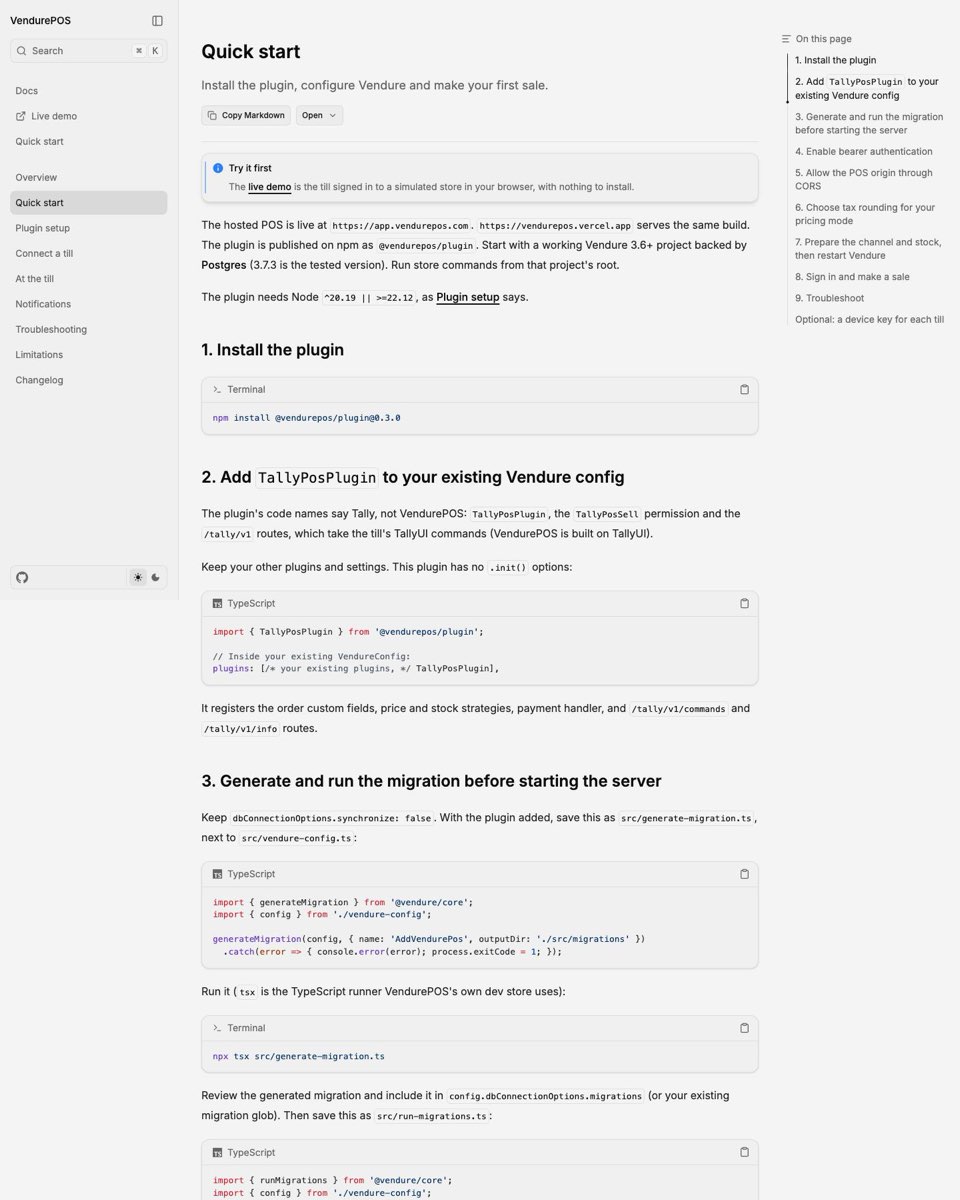 VendurePOS
Search
⌘ K
Docs
Live demo
Quick start
Overview
Quick start
Plugin setup
Connect a till
At the till
Notifications
Troubleshooting
Limitations
Changelog
Quick start
Install the plugin, configure Vendure and make your first sale.
Copy Markdown
Open
Try it first
The live demo is the till signed in to a simulated store in your browser, with nothing to install.
The hosted POS is live at https://app.vendurepos.com. https://vendurepos.vercel.app serves the same build.
The plugin is published on npm as @vendurepos/plugin. Start with a working Vendure 3.6+ project backed by
Postgres (3.7.3 is the tested version). Run store commands from that project's root.
The plugin needs Node ^20.19 || >=22.12, as Plugin setup says.
1. Install the plugin
Terminal
npm install @vendurepos/plugin@0.3.0
2. Add TallyPosPlugin to your existing Vendure config
The plugin's code names say Tally, not VendurePOS: TallyPosPlugin, the TallyPosSell permission and the
/tally/v1 routes, which take the till's TallyUI commands (VendurePOS is built on TallyUI).
Keep your other plugins and settings. This plugin has no .init() options:
TS TypeScript
import { TallyPosPlugin } from '@vendurepos/plugin';
// Inside your existing VendureConfig:
plugins: [/* your existing plugins, */ TallyPosPlugin],
It registers the order custom fields, price and stock strategies, payment handler, and /tally/v1/commands and
/tally/v1/info routes.
3. Generate and run the migration before starting the server
Keep dbConnectionOptions.synchronize: false. With the plugin added, save this as src/generate-migration.ts,
next to src/vendure-config.ts:
TS TypeScript
import { generateMigration } from '@vendure/core';
import { config } from './vendure-config';
generateMigration(config, { name: 'AddVendurePos', outputDir: './src/migrations' })
.catch(error => { console.error(error); process.exitCode = 1; });
Run it (tsx is the TypeScript runner VendurePOS's own dev store uses):
Terminal
npx tsx src/generate-migration.ts
Review the generated migration and include it in config.dbConnectionOptions.migrations (or your existing
migration glob). Then save this as src/run-migrations.ts:
TS TypeScript
import { runMigrations } from '@vendure/core';
import { config } from './vendure-config';
On this page
1. Install the plugin
2. Add TallyPosPlugin to your
existing Vendure config
3. Generate and run the migration
before starting the server
4. Enable bearer authentication
5. Allow the POS origin through
CORS
6. Choose tax rounding for your
pricing mode
7. Prepare the channel and stock,
then restart Vendure
8. Sign in and make a sale
9. Troubleshoot
Optional: a device key for each till